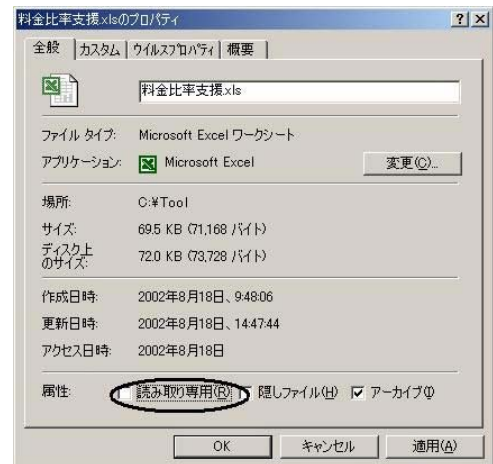 料金比率支援.xlsのプロパティ
全般 カスタム ウイルスプロパティ 概要
料金比率支援.xls
ファイル タイプ: Microsoft Excel ワークシート
アプリケーション: Microsoft Excel 変更(C)...
場所: C:¥Tool
サイズ: 69.5 KB (71,168 バイト)
ディスク上
のサイズ: 72.0 KB (73,728 バイト)
作成日時: 2002年8月18日、9:48:06
更新日時: 2002年8月18日、14:47:44
アクセス日時: 2002年8月18日
属性: 読み取り専用(R) 隠しファイル(H) アーカイブ(I)
OK キャンセル 適用(A)